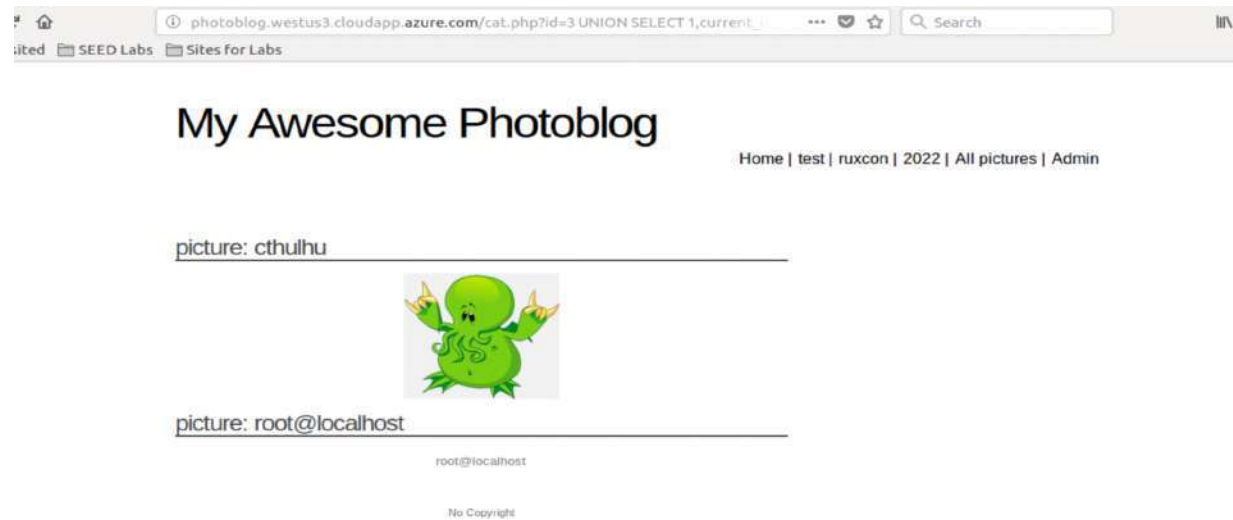 photoblog.westus3.cloudapp.azure.com/cat.php?id=3 UNION SELECT 1,current_ ... Search
SEED Labs Sites for Labs
My Awesome Photoblog
Home | test | ruxcon | 2022 | All pictures | Admin
picture: cthulhu
picture: root@localhost
root@localhost
No Copyright